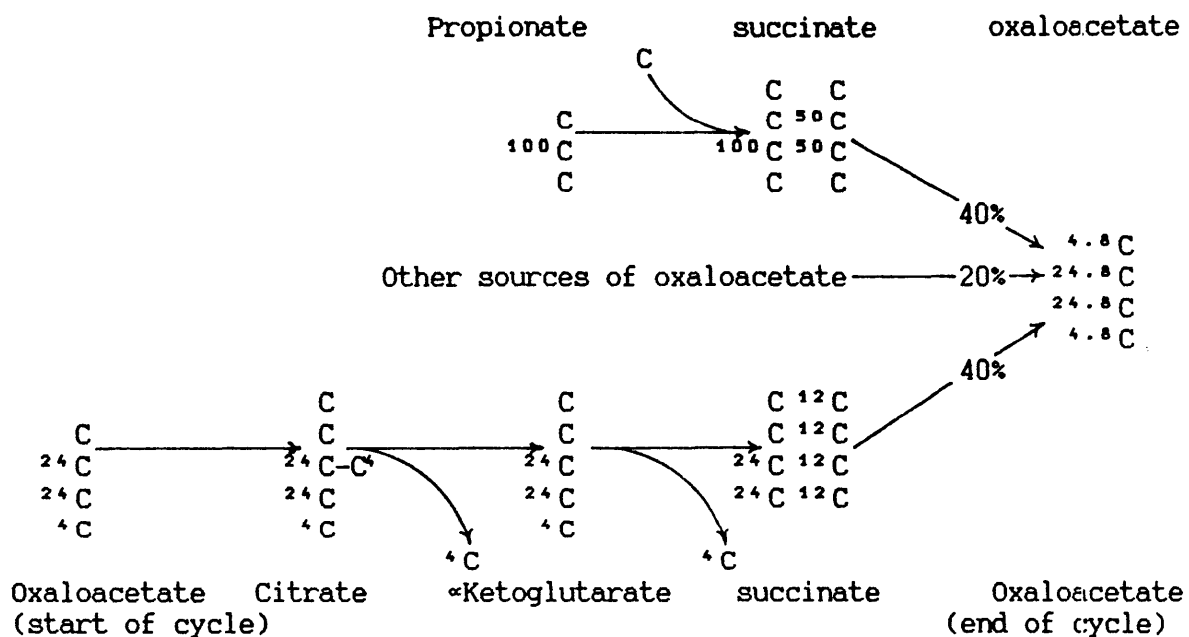 Propionate succinate oxaloacetate
C
C C
C C ⁵⁰C
¹⁰⁰C ¹⁰⁰C ⁵⁰C
C C C
40%
⁴·⁸C
Other sources of oxaloacetate 20% ²⁴·⁸C
²⁴·⁸C
⁴·⁸C
40%
C C C ¹²C
C C C C ¹²C
²⁴C ²⁴C-C⁴ ²⁴C ²⁴C ¹²C
²⁴C ²⁴C ²⁴C ²⁴C ¹²C
⁴C ⁴C ⁴C
⁴C ⁴C
Oxaloacetate Citrate ∝Ketoglutarate succinate Oxaloacetate
(start of cycle) (end of cycle)